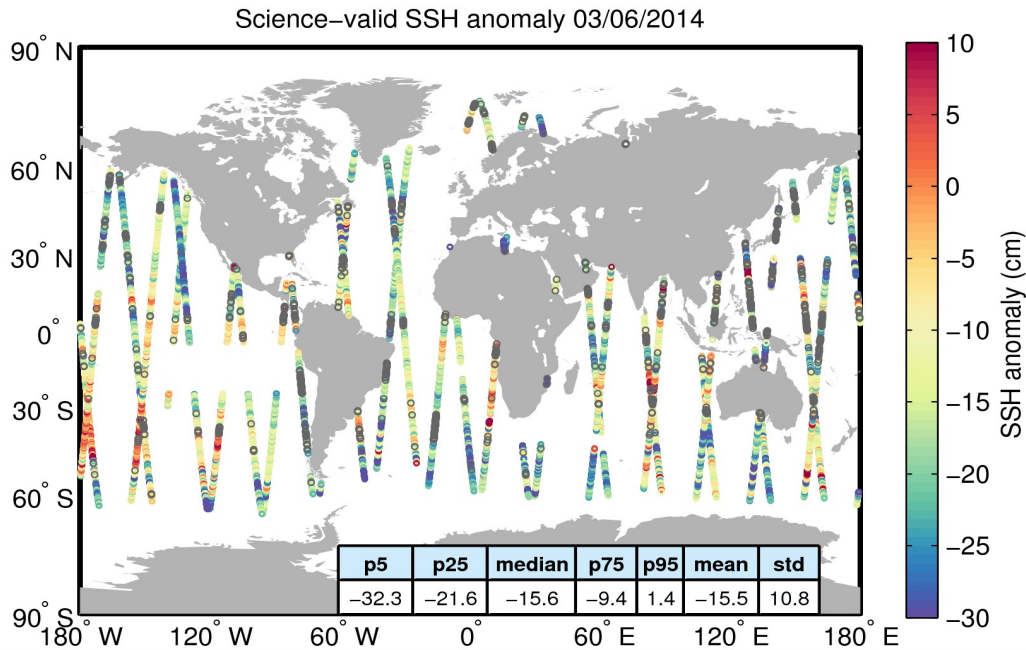 Science−valid SSH anomaly 03/06/2014
90° N
60° N
30° N
0°
30° S
60° S
90° S
180° W
120° W
60° W
0°
60° E
120° E
180° E
p5 p25 median p75 p95 mean std
−32.3 −21.6 −15.6 −9.4 1.4 −15.5 10.8
10
5
0
−5
−10
−15
−20
−25
−30
SSH anomaly (cm)